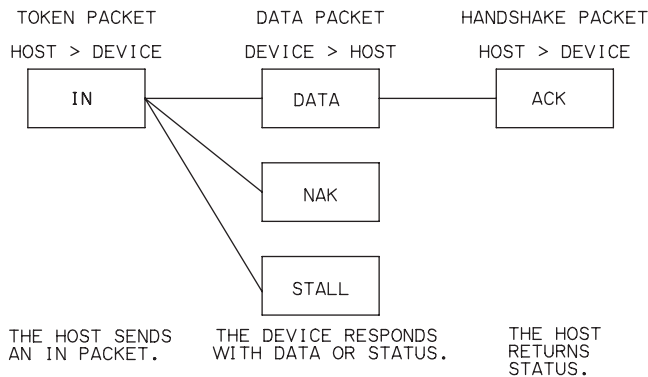 TOKEN PACKET
DATA PACKET
HANDSHAKE PACKET
HOST > DEVICE
DEVICE > HOST
HOST > DEVICE
IN
DATA
ACK
NAK
STALL
THE HOST SENDS
AN IN PACKET.
THE DEVICE RESPONDS
WITH DATA OR STATUS.
THE HOST
RETURNS
STATUS.